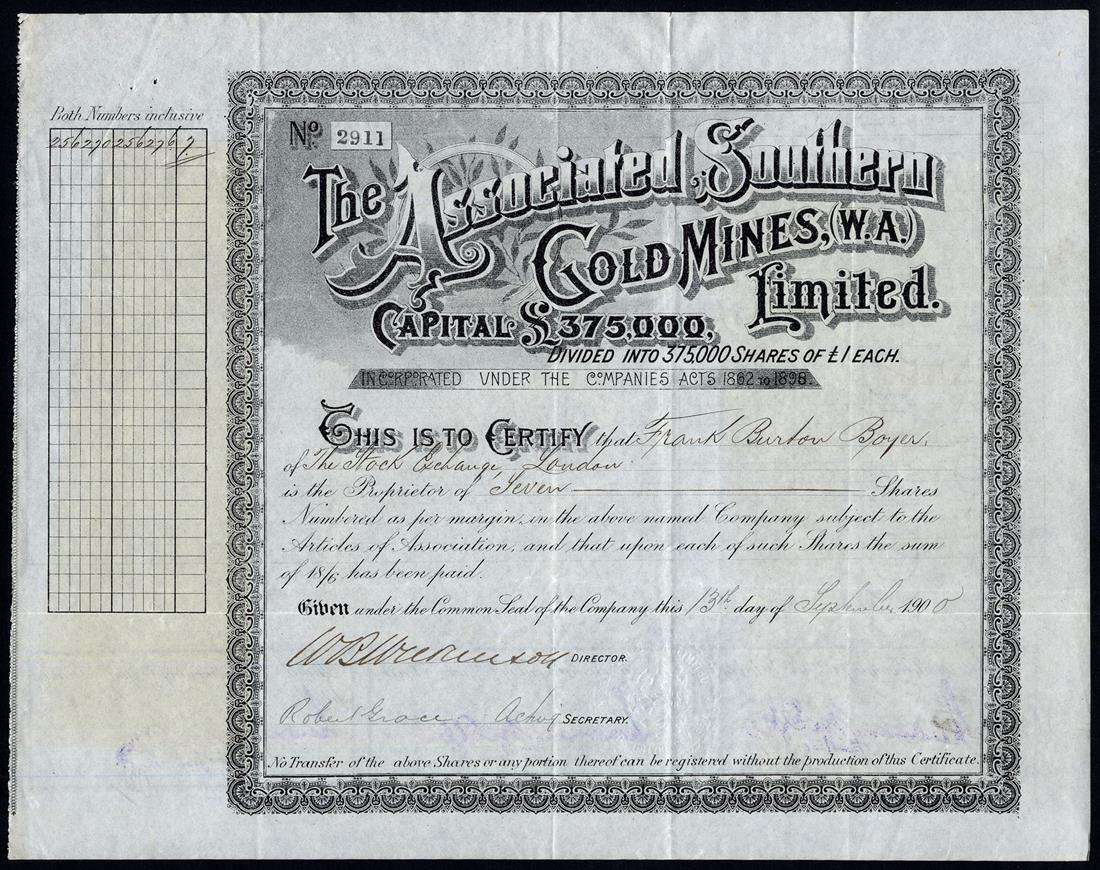 Both Numbers inclusive
256270 256276 7
No. 2911
The Associated Southern
Gold Mines, (W.A.)
Limited.
Capital £375,000,
Divided into 375,000 Shares of £1 each.
Incorporated under the Companies Acts 1862 to 1898.
This is to Certify that Frank Burton Boyer,
of The Stock Exchange, London
is the Proprietor of Seven Shares
Numbered as per margin, in the above named Company subject to the
Articles of Association, and that upon each of such Shares the sum
of 18/6 has been paid.
Given under the Common Seal of the Company this 13th day of September 1900
DIRECTOR.
Robert Grace Acting SECRETARY.
No Transfer of the above Shares or any portion thereof can be registered without the production of this Certificate.